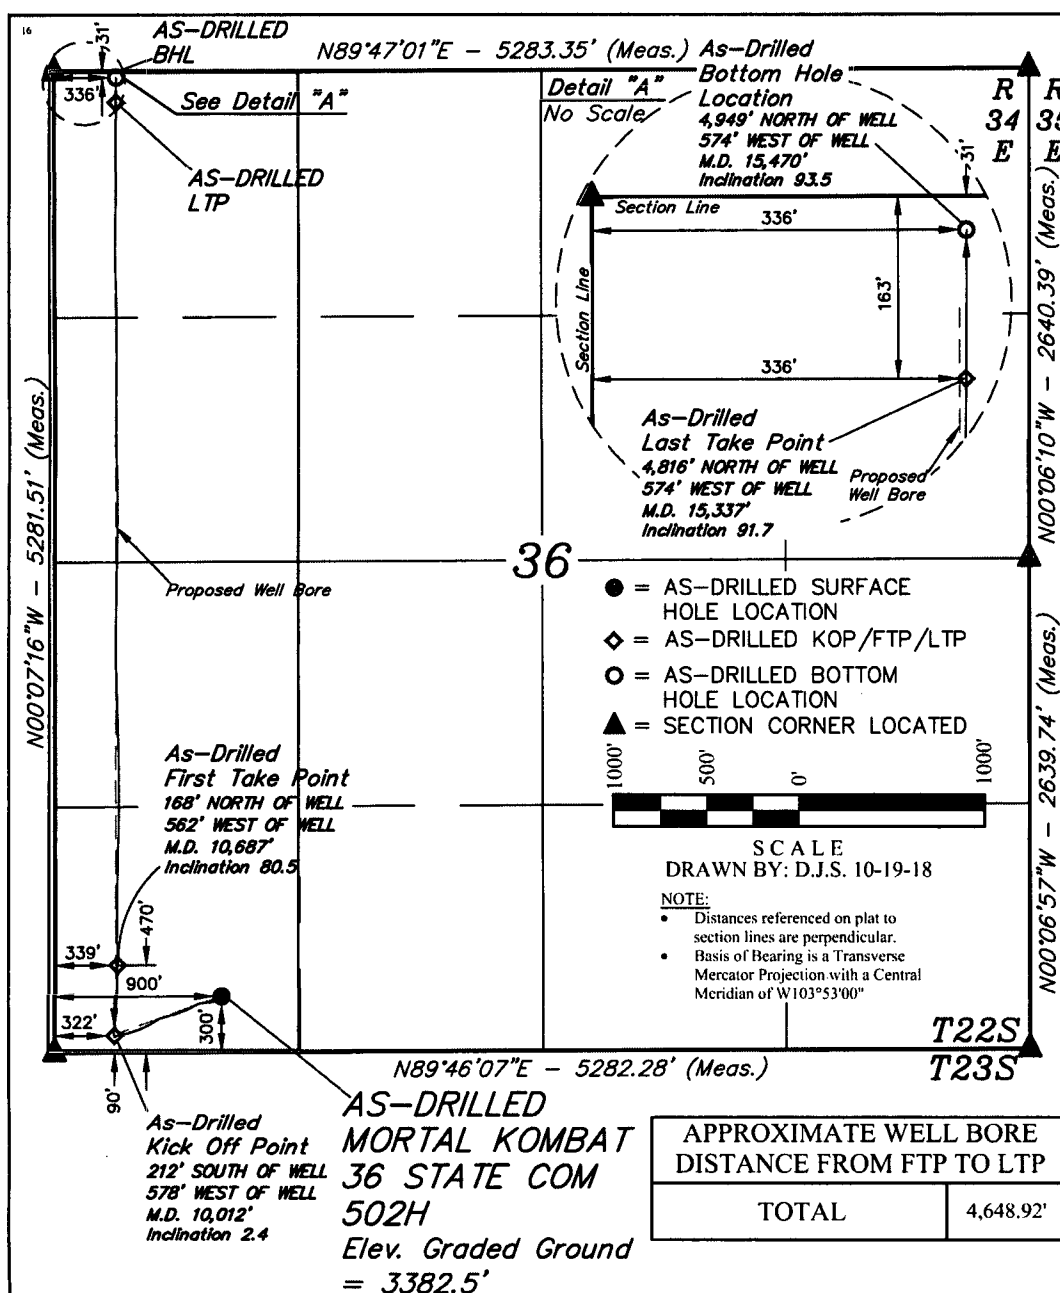 16
AS-DRILLED
BHL
31'
N89°47'01"E - 5283.35' (Meas.)
336'
See Detail "A"
AS-DRILLED
LTP
Detail "A"
No Scale
As-Drilled
Bottom Hole
Location
4,949' NORTH OF WELL
574' WEST OF WELL
M.D. 15,470'
Inclination 93.5
R
34
E
R
35
E
31'
Section Line
336'
Section Line
163'
336'
As-Drilled
Last Take Point
4,816' NORTH OF WELL
574' WEST OF WELL
M.D. 15,337'
Inclination 91.7
Proposed
Well Bore
N00°06'10"W - 2640.39' (Meas.)
N00°07'16"W - 5281.51' (Meas.)
36
Proposed Well Bore
= AS-DRILLED SURFACE
HOLE LOCATION
= AS-DRILLED KOP/FTP/LTP
= AS-DRILLED BOTTOM
HOLE LOCATION
= SECTION CORNER LOCATED
As-Drilled
First Take Point
168' NORTH OF WELL
562' WEST OF WELL
M.D. 10,687'
Inclination 80.5
1000'
500'
0'
1000'
SCALE
DRAWN BY: D.J.S. 10-19-18
NOTE:
• Distances referenced on plat to
section lines are perpendicular.
• Basis of Bearing is a Transverse
Mercator Projection with a Central
Meridian of W103°53'00"
N00°06'57"W - 2639.74' (Meas.)
470'
339'
900'
322'
300'
90'
T22S
T23S
N89°46'07"E - 5282.28' (Meas.)
As-Drilled
Kick Off Point
212' SOUTH OF WELL
578' WEST OF WELL
M.D. 10,012'
Inclination 2.4
AS-DRILLED
MORTAL KOMBAT
36 STATE COM
502H
Elev. Graded Ground
= 3382.5'
APPROXIMATE WELL BORE
DISTANCE FROM FTP TO LTP
TOTAL 4,648.92'